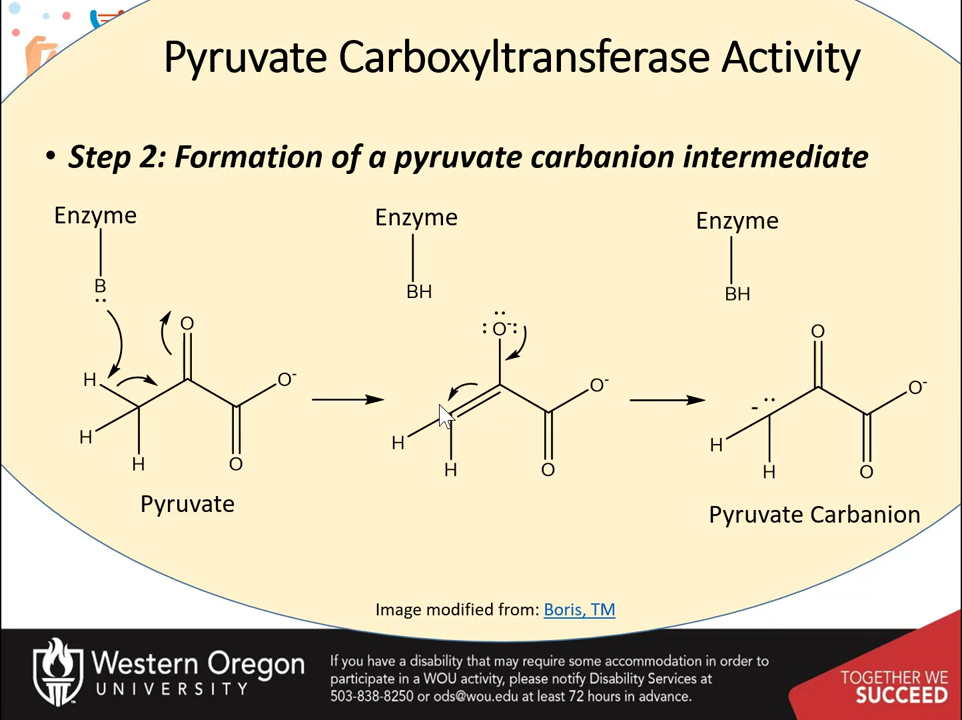 Pyruvate Carboxyltransferase Activity
• Step 2: Formation of a pyruvate carbanion intermediate
Enzyme
Enzyme
Enzyme
B
BH
BH
O
O-
O
H
O-
O-
O-
H
H
H
H
H
H
O
O
O
Pyruvate
Pyruvate Carbanion
Image modified from: Boris, TM
Western Oregon
UNIVERSITY
If you have a disability that may require some accommodation in order to
participate in a WOU activity, please notify Disability Services at
503-838-8250 or ods@wou.edu at least 72 hours in advance.
TOGETHER WE
SUCCEED